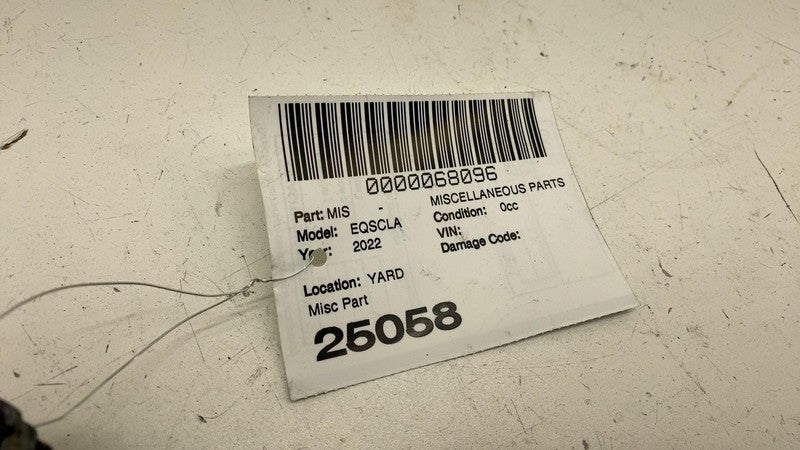 0000068096
Part: MIS - MISCELLANEOUS PARTS
Model: EQSCLA Condition: 0cc
Year: 2022 VIN:
Damage Code:
Location: YARD
Misc Part
25058